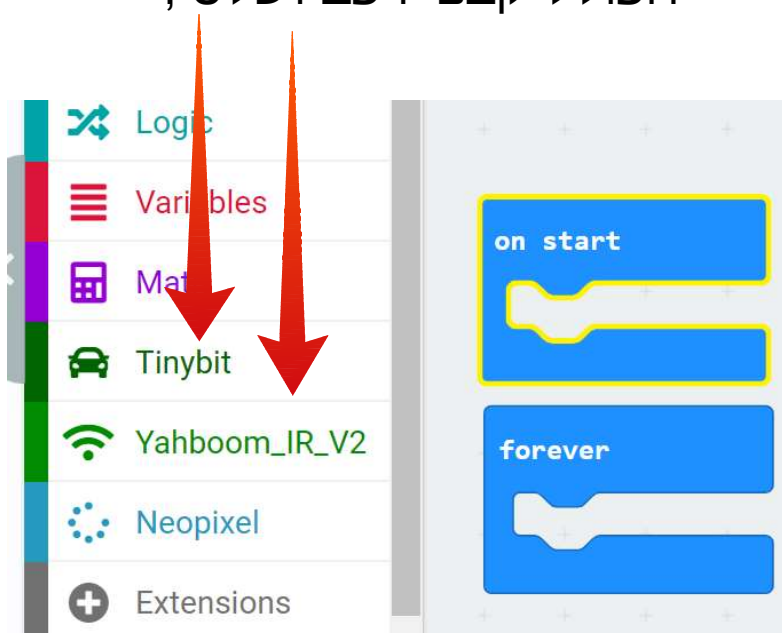 Logic
Variables
Math
Tinybit
Yahboom_IR_V2
Neopixel
Extensions
on start
forever